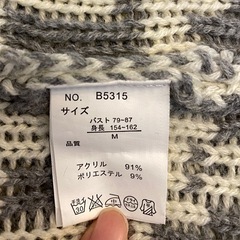 NO. B5315
サイズ
バスト 79~87
身長 154~162
M
品質
アクリル 91%
ポリエステル 9%